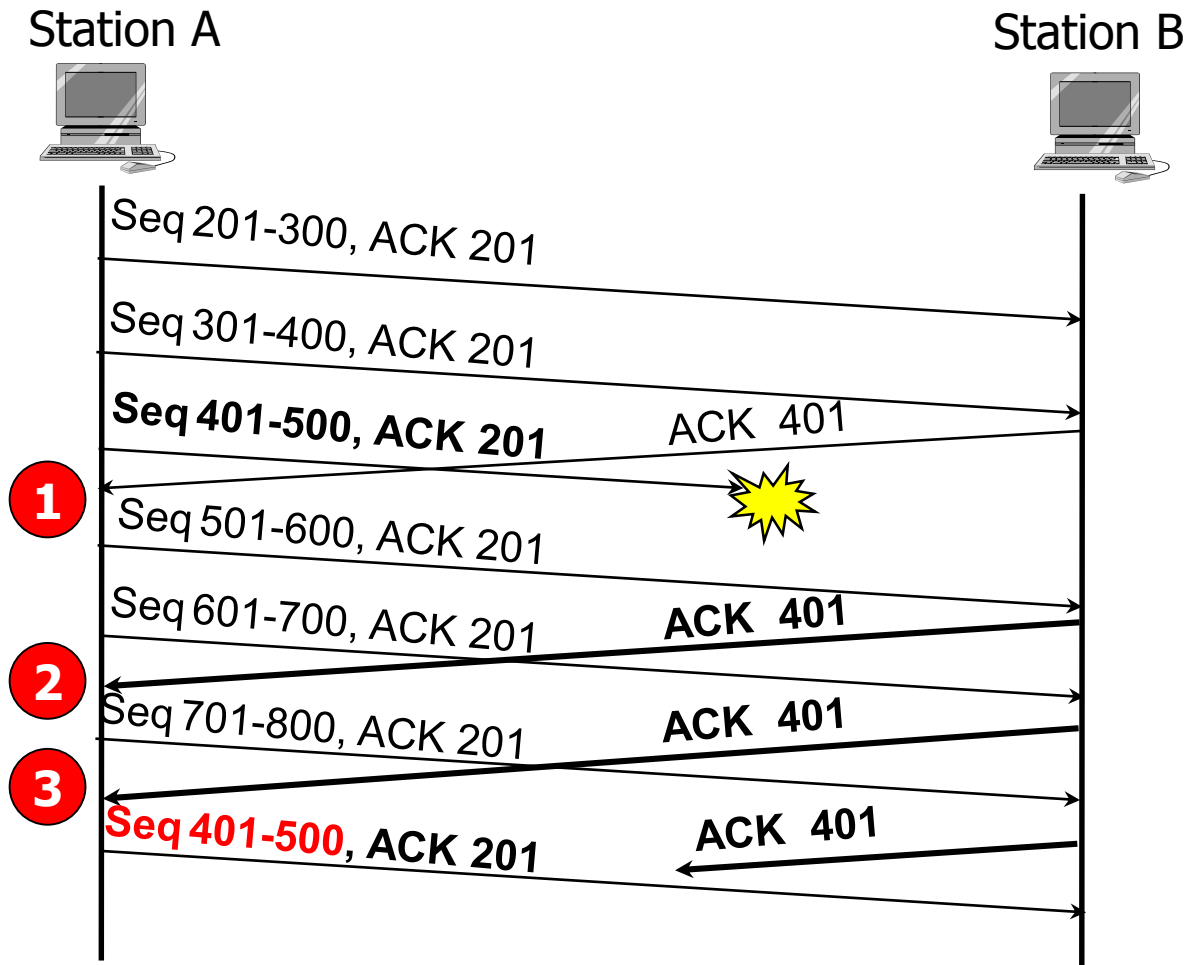 Station A
Station B
Seq 201-300, ACK 201
Seq 301-400, ACK 201
Seq 401-500, ACK 201
ACK 401
1
Seq 501-600, ACK 201
Seq 601-700, ACK 201
ACK 401
2
Seq 701-800, ACK 201
ACK 401
3
Seq 401-500, ACK 201
ACK 401